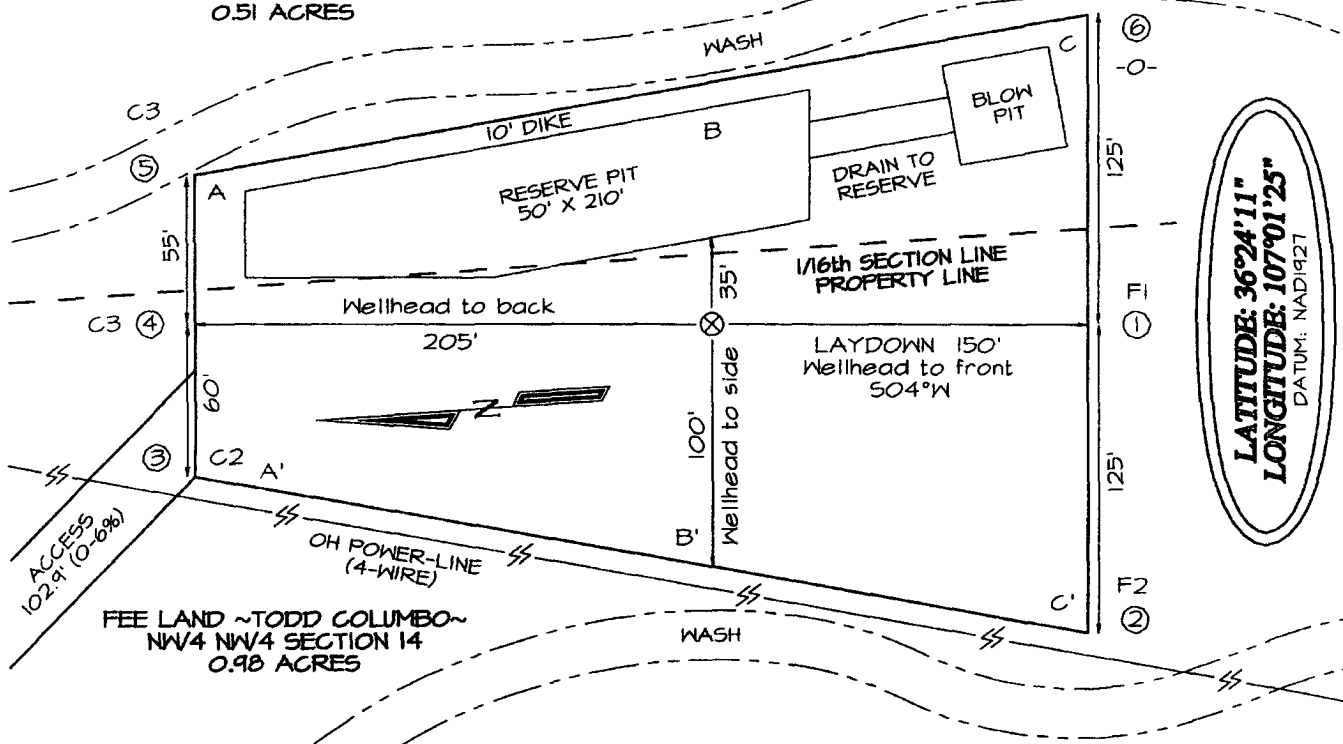 0.51 ACRES
WASH
C3
⑤
10' DIKE
A
B
C
⑥
-0-
BLOW
PIT
RESERVE PIT
50' X 210'
DRAIN TO
RESERVE
125'
55'
1/16th SECTION LINE
PROPERTY LINE
35'
Wellhead to back
C3 ④
205'
F1
①
LAYDOWN 150'
Wellhead to front
S04°W
60'
N
100'
Wellhead to side
125'
③
C2
A'
B'
C'
F2
②
ACCESS
102.9' (0-6%)
OH POWER-LINE
(4-WIRE)
FEE LAND ~TODD COLUMBO~
NW/4 NW/4 SECTION 14
0.98 ACRES
WASH
LATITUDE: 36°24'11"
LONGITUDE: 107°01'25"
DATUM: NAD1927